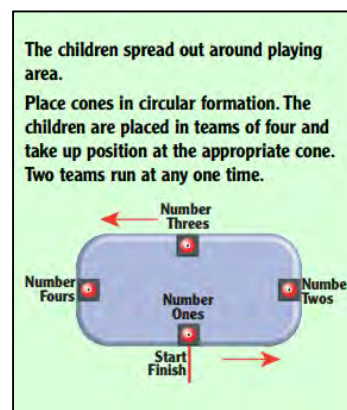 The children spread out around playing
area.
Place cones in circular formation. The
children are placed in teams of four and
take up position at the appropriate cone.
Two teams run at any one time.
Number
Threes
Number
Fours
Number
Ones
Numbe
Twos
Start
Finish